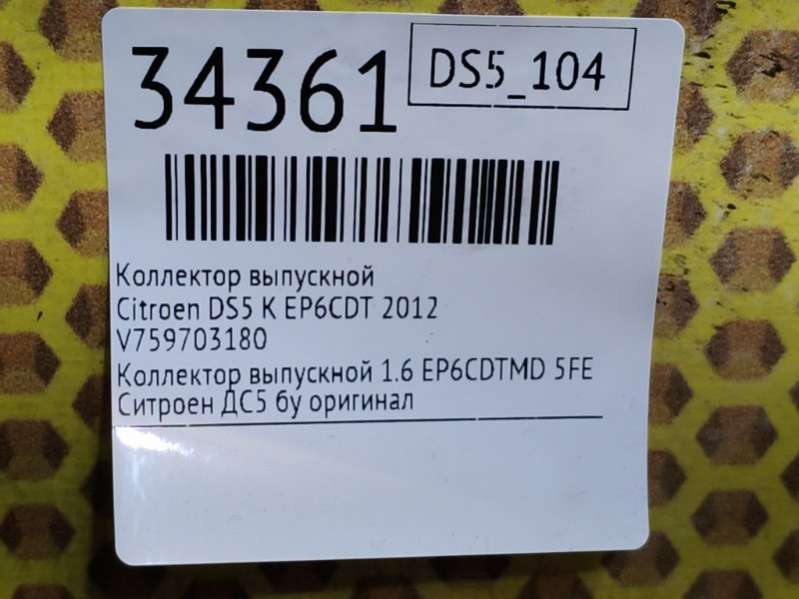 34361
DS5_104
Коллектор выпускной
Citroen DS5 K EP6CDT 2012
V759703180
Коллектор выпускной 1.6 EP6CDTMD 5FE
Ситроен ДС5 бу оригинал